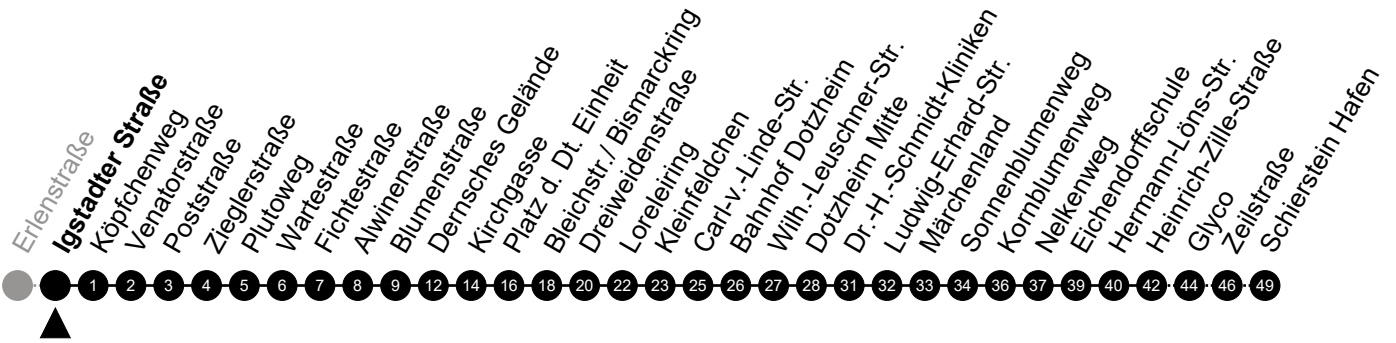 Erlenstraße
Igstadter Straße
Köpfchenweg
Venatorstraße
Poststraße
Zieglerstraße
Plutoweg
Wartestraße
Fichtestraße
Alwinenstraße
Blumenstraße
Dernsches Gelände
Kirchgasse
Platz d. Dt. Einheit
Bleichstr./ Bismarckring
Dreiweidenstraße
Loreleiring
Kleinfeldchen
Carl-v.-Linde-Str.
Bahnhof Dotzheim
Wilh.-Leuschner-Str.
Dotzheim Mitte
Dr.-H.-Schmidt-Kliniken
Ludwig-Erhard-Str.
Märchenland
Sonnenblumenweg
Kornblumenweg
Nelkenweg
Eichendorffschule
Hermann-Löns-Str.
Heinrich-Zille-Straße
Glyco
Zeilstraße
Schierstein Hafen
1 2 3 4 5 6 7 8 9 12 14 16 18 20 22 23 25 26 27 28 31 32 33 34 36 37 39 40 42 44 46 49